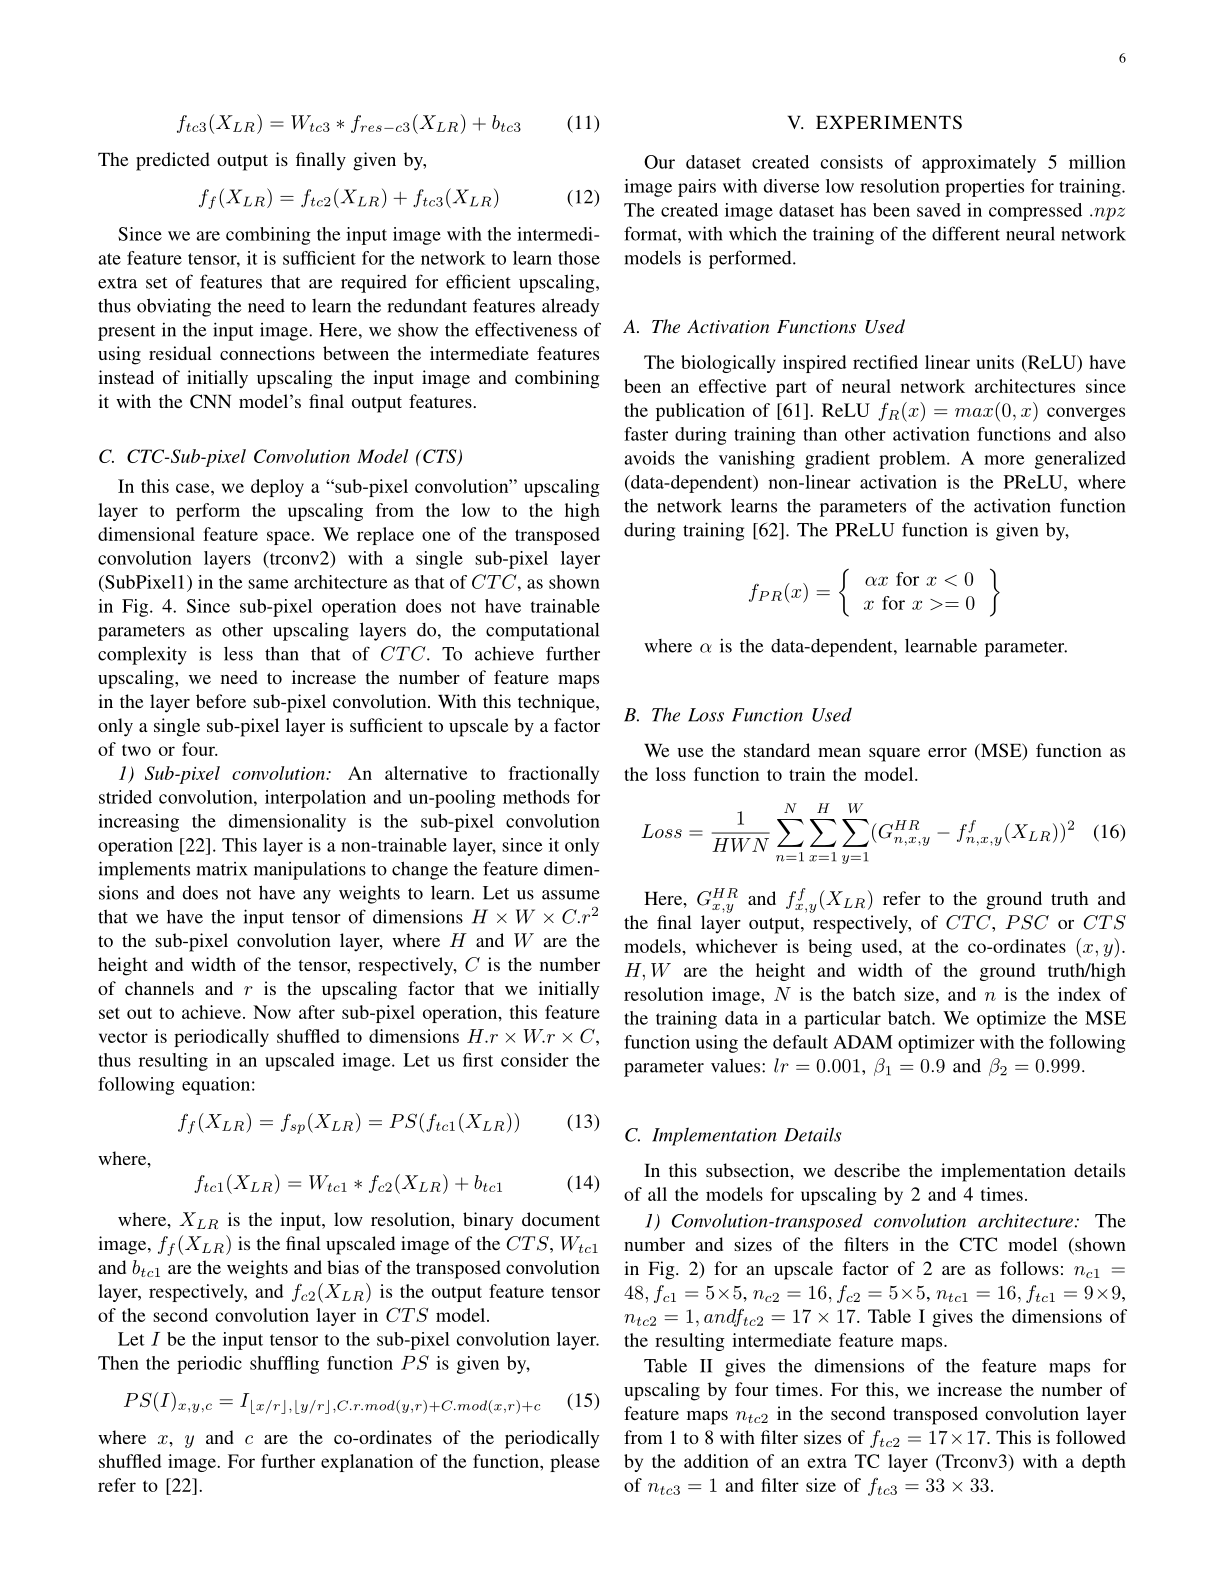 6
f_{tc3}(X_{LR}) = W_{tc3} * f_{res-c3}(X_{LR}) + b_{tc3} (11)
The predicted output is finally given by,
f_f(X_{LR}) = f_{tc2}(X_{LR}) + f_{tc3}(X_{LR}) (12)
Since we are combining the input image with the intermedi-
ate feature tensor, it is sufficient for the network to learn those
extra set of features that are required for efficient upscaling,
thus obviating the need to learn the redundant features already
present in the input image. Here, we show the effectiveness of
using residual connections between the intermediate features
instead of initially upscaling the input image and combining
it with the CNN model's final output features.
C. CTC-Sub-pixel Convolution Model (CTS)
In this case, we deploy a “sub-pixel convolution” upscaling
layer to perform the upscaling from the low to the high
dimensional feature space. We replace one of the transposed
convolution layers (trconv2) with a single sub-pixel layer
(SubPixel1) in the same architecture as that of CTC, as shown
in Fig. 4. Since sub-pixel operation does not have trainable
parameters as other upscaling layers do, the computational
complexity is less than that of CTC. To achieve further
upscaling, we need to increase the number of feature maps
in the layer before sub-pixel convolution. With this technique,
only a single sub-pixel layer is sufficient to upscale by a factor
of two or four.
1) Sub-pixel convolution: An alternative to fractionally
strided convolution, interpolation and un-pooling methods for
increasing the dimensionality is the sub-pixel convolution
operation [22]. This layer is a non-trainable layer, since it only
implements matrix manipulations to change the feature dimen-
sions and does not have any weights to learn. Let us assume
that we have the input tensor of dimensions H × W × C.r^2
to the sub-pixel convolution layer, where H and W are the
height and width of the tensor, respectively, C is the number
of channels and r is the upscaling factor that we initially
set out to achieve. Now after sub-pixel operation, this feature
vector is periodically shuffled to dimensions H.r × W.r × C,
thus resulting in an upscaled image. Let us first consider the
following equation:
f_f(X_{LR}) = f_{sp}(X_{LR}) = PS(f_{tc1}(X_{LR})) (13)
where,
f_{tc1}(X_{LR}) = W_{tc1} * f_{c2}(X_{LR}) + b_{tc1} (14)
where, X_{LR} is the input, low resolution, binary document
image, f_f(X_{LR}) is the final upscaled image of the CTS, W_{tc1}
and b_{tc1} are the weights and bias of the transposed convolution
layer, respectively, and f_{c2}(X_{LR}) is the output feature tensor
of the second convolution layer in CTS model.
Let I be the input tensor to the sub-pixel convolution layer.
Then the periodic shuffling function PS is given by,
PS(I)_{x,y,c} = I_{⌊x/r⌋,⌊y/r⌋,C.r.mod(y,r)+C.mod(x,r)+c} (15)
where x, y and c are the co-ordinates of the periodically
shuffled image. For further explanation of the function, please
refer to [22].
V. EXPERIMENTS
Our dataset created consists of approximately 5 million
image pairs with diverse low resolution properties for training.
The created image dataset has been saved in compressed .npz
format, with which the training of the different neural network
models is performed.
A. The Activation Functions Used
The biologically inspired rectified linear units (ReLU) have
been an effective part of neural network architectures since
the publication of [61]. ReLU f_R(x) = max(0, x) converges
faster during training than other activation functions and also
avoids the vanishing gradient problem. A more generalized
(data-dependent) non-linear activation is the PReLU, where
the network learns the parameters of the activation function
during training [62]. The PReLU function is given by,
f_{PR}(x) = { αx for x < 0
x for x >= 0 }
where α is the data-dependent, learnable parameter.
B. The Loss Function Used
We use the standard mean square error (MSE) function as
the loss function to train the model.
Loss = \frac{1}{HWN} \sum_{n=1}^{N} \sum_{x=1}^{H} \sum_{y=1}^{W} (G^{HR}_{n,x,y} − f^f_{n,x,y}(X_{LR}))^2 (16)
Here, G^{HR}_{x,y} and f^f_{x,y}(X_{LR}) refer to the ground truth and
the final layer output, respectively, of CTC, PSC or CTS
models, whichever is being used, at the co-ordinates (x, y).
H, W are the height and width of the ground truth/high
resolution image, N is the batch size, and n is the index of
the training data in a particular batch. We optimize the MSE
function using the default ADAM optimizer with the following
parameter values: lr = 0.001, β_1 = 0.9 and β_2 = 0.999.
C. Implementation Details
In this subsection, we describe the implementation details
of all the models for upscaling by 2 and 4 times.
1) Convolution-transposed convolution architecture: The
number and sizes of the filters in the CTC model (shown
in Fig. 2) for an upscale factor of 2 are as follows: n_{c1} =
48, f_{c1} = 5×5, n_{c2} = 16, f_{c2} = 5×5, n_{tc1} = 16, f_{tc1} = 9×9,
n_{tc2} = 1, andf_{tc2} = 17 × 17. Table I gives the dimensions of
the resulting intermediate feature maps.
Table II gives the dimensions of the feature maps for
upscaling by four times. For this, we increase the number of
feature maps n_{tc2} in the second transposed convolution layer
from 1 to 8 with filter sizes of f_{tc2} = 17×17. This is followed
by the addition of an extra TC layer (Trconv3) with a depth
of n_{tc3} = 1 and filter size of f_{tc3} = 33 × 33.